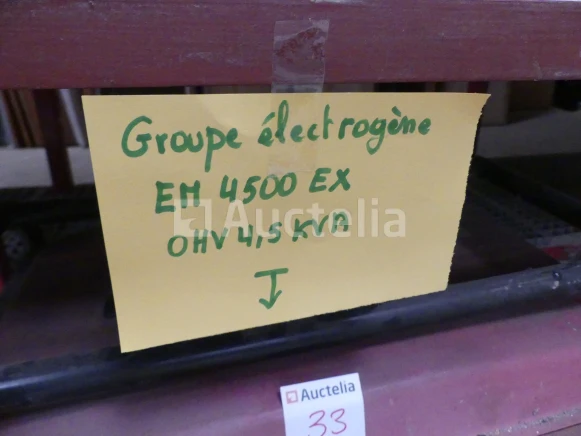 Groupe électrogène
EM 4500 EX
OHV 4,5 KVA
Auctelia
Auctelia
33